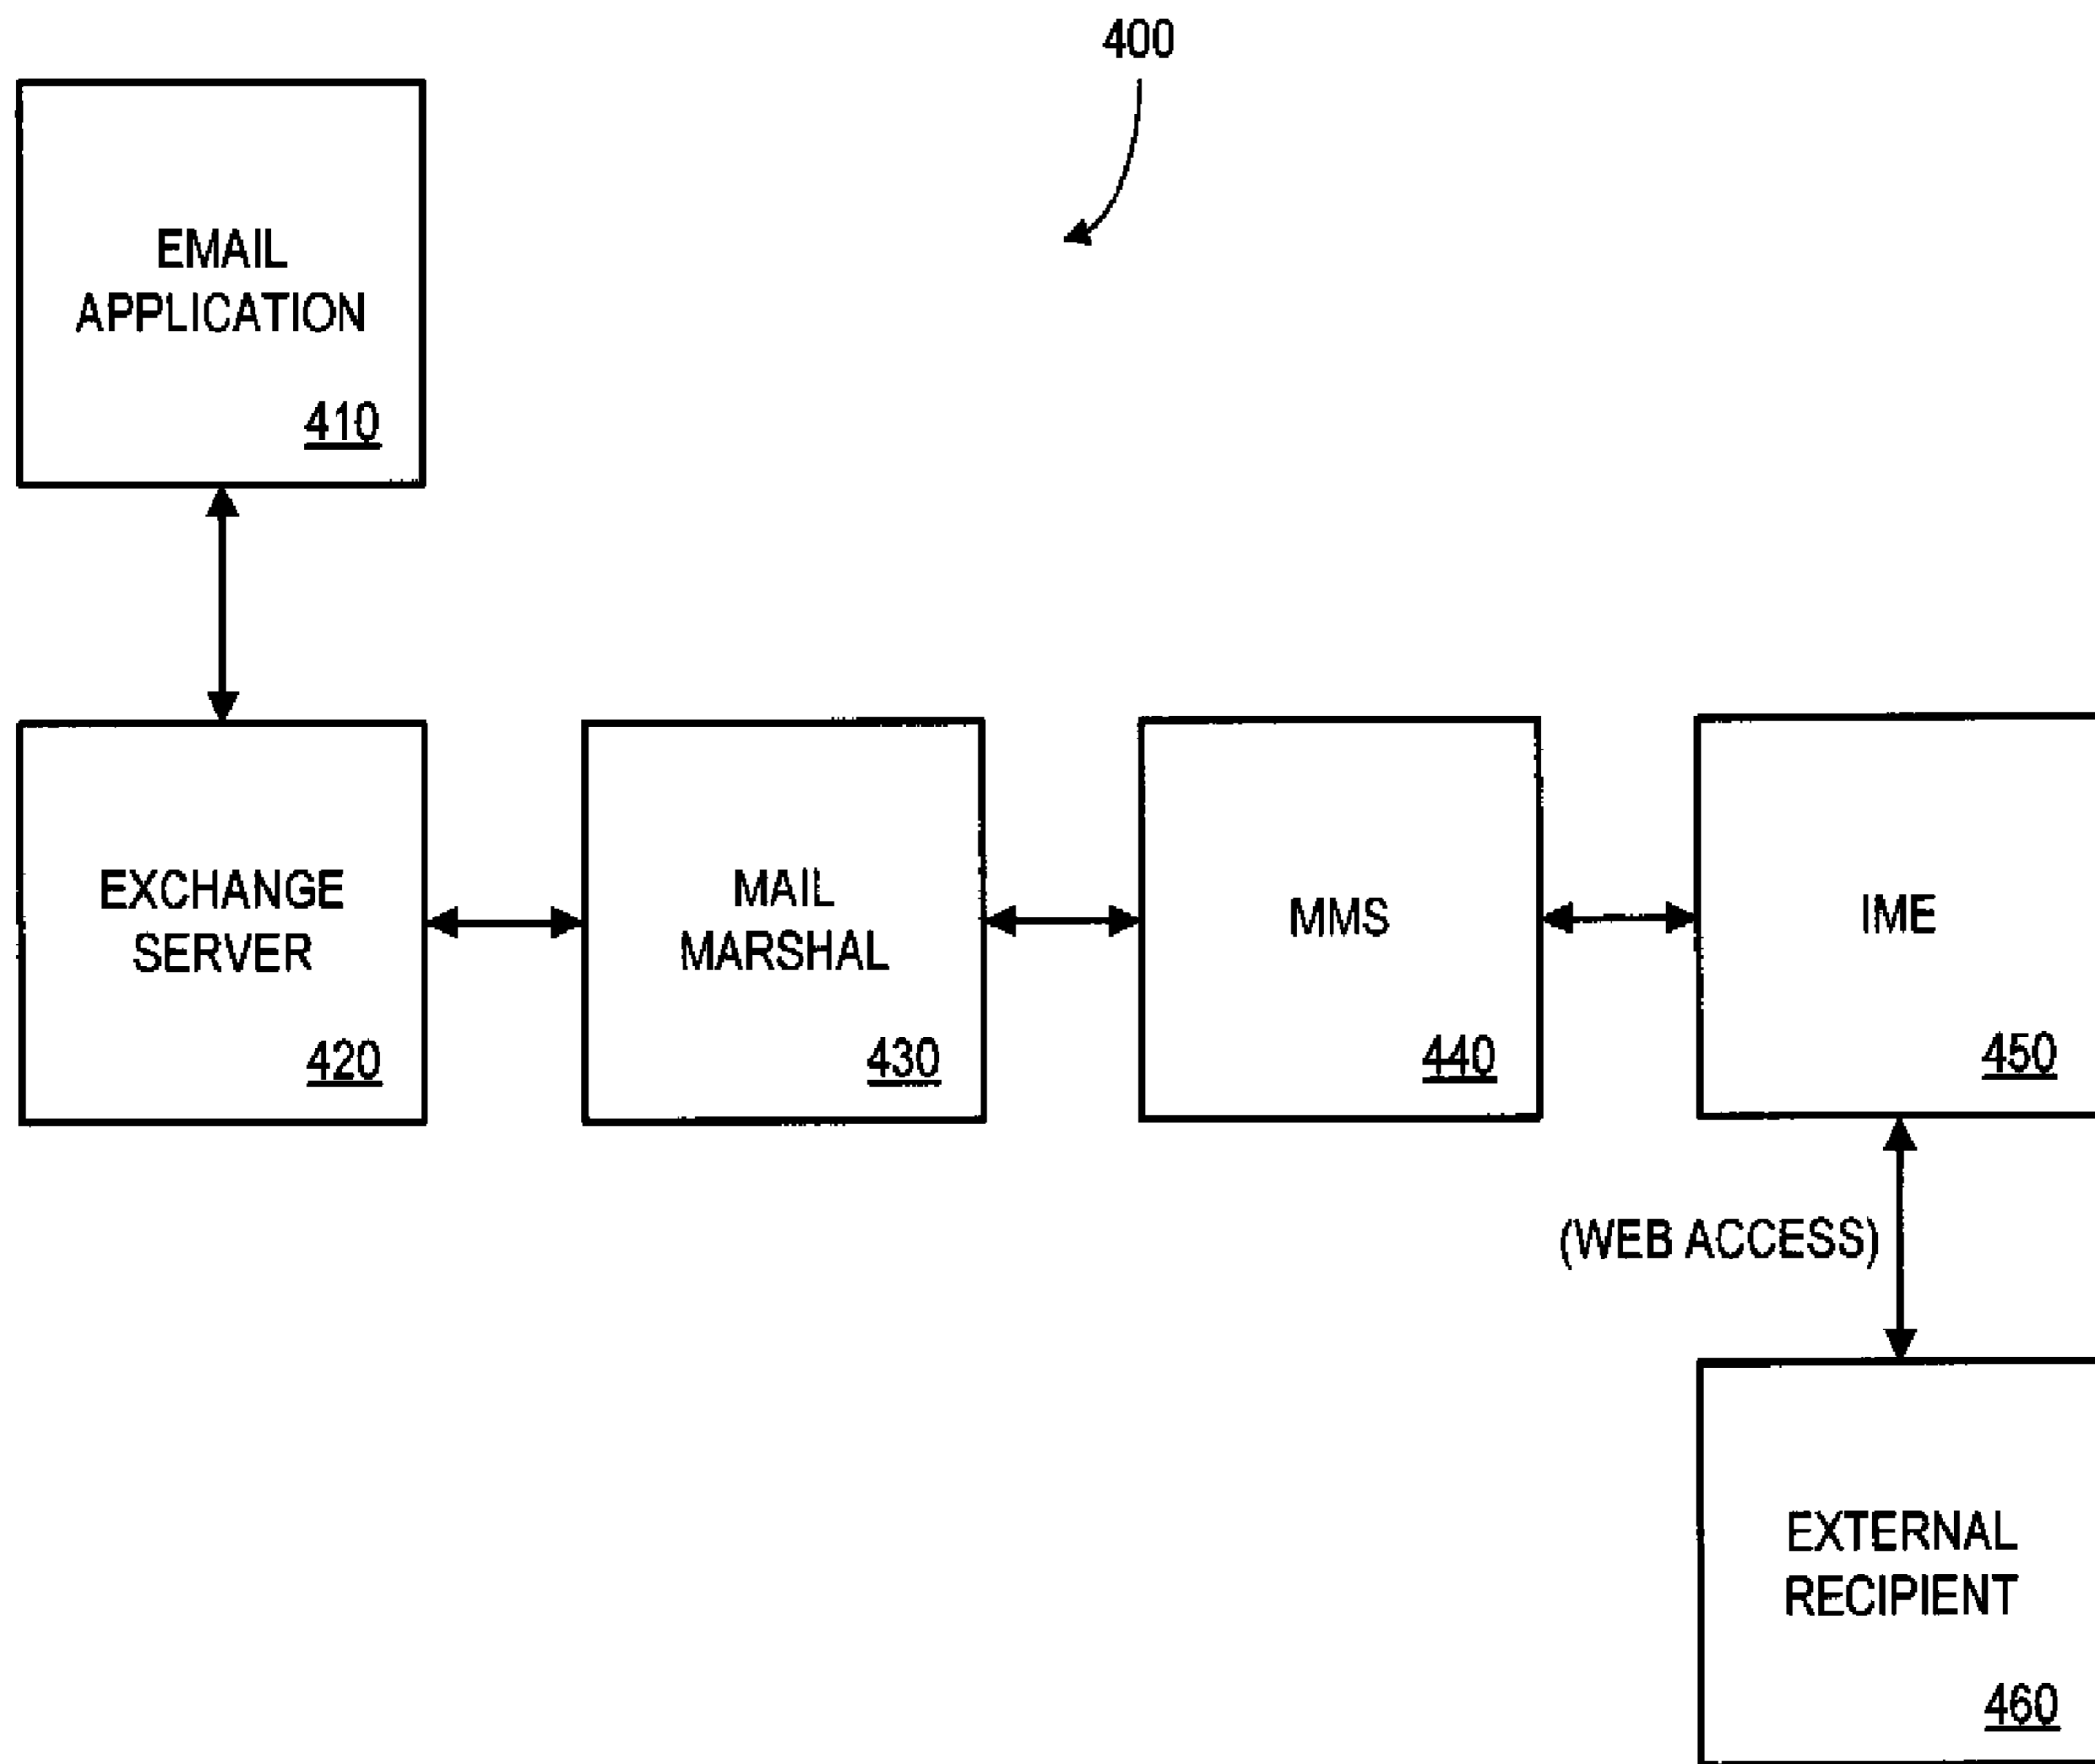 400
EMAIL
APPLICATION
410
EXCHANGE
SERVER
420
MAIL
MARSHAL
430
MMS
440
IME
450
(WEB ACCESS)
EXTERNAL
RECIPIENT
460